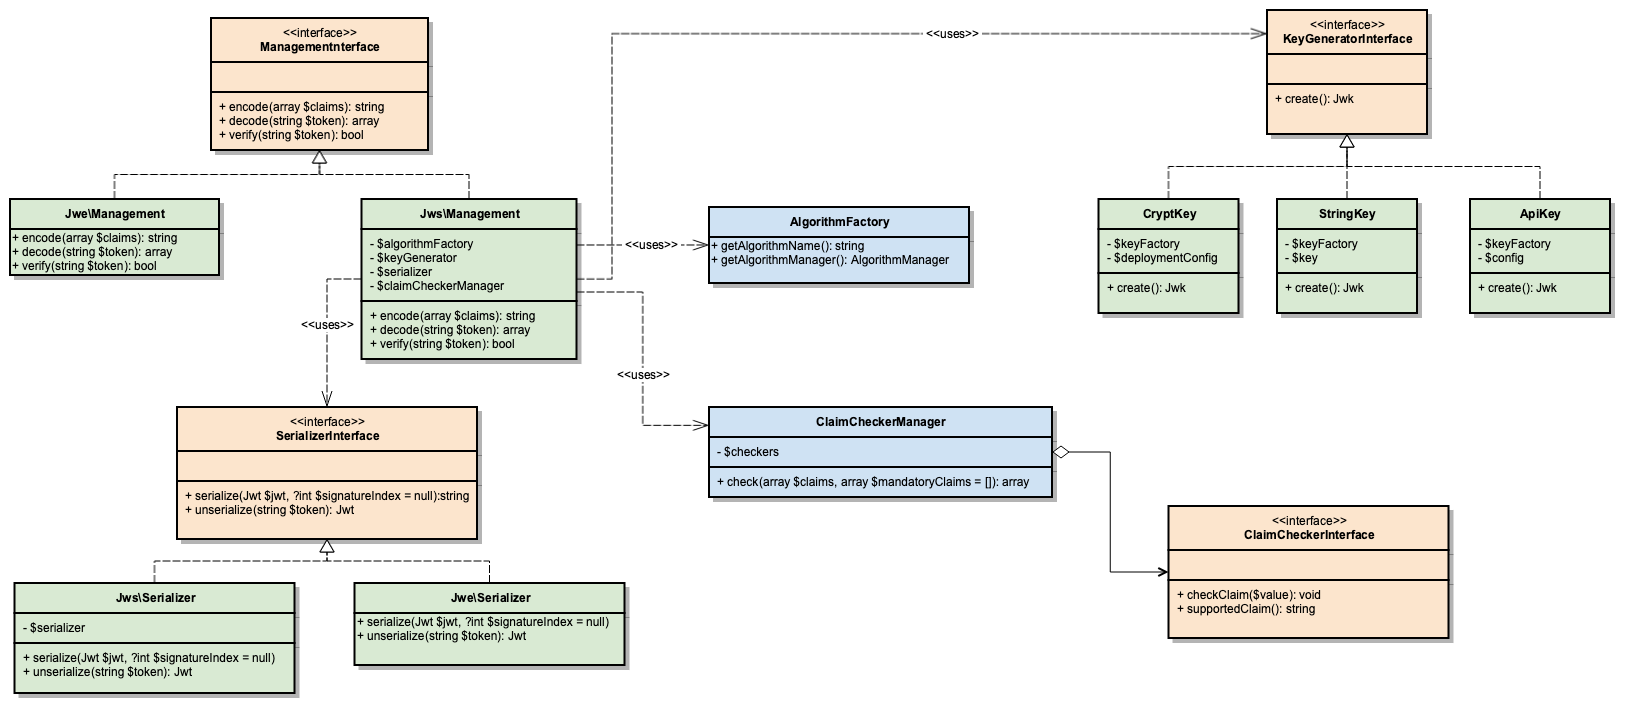 <<interface>>
Managementnterface
+ encode(array $claims): string
+ decode(string $token): array
+ verify(string $token): bool
<<uses>>
<<interface>>
KeyGeneratorInterface
+ create(): Jwk
Jwe\Management
+ encode(array $claims): string
+ decode(string $token): array
+ verify(string $token): bool
Jws\Management
- $algorithmFactory
- $keyGenerator
- $serializer
- $claimCheckerManager
+ encode(array $claims): string
+ decode(string $token): array
+ verify(string $token): bool
<<uses>>
AlgorithmFactory
+ getAlgorithmName(): string
+ getAlgorithmManager(): AlgorithmManager
CryptKey
- $keyFactory
- $deploymentConfig
+ create(): Jwk
StringKey
- $keyFactory
- $key
+ create(): Jwk
ApiKey
- $keyFactory
- $config
+ create(): Jwk
<<uses>>
<<uses>>
<<interface>>
SerializerInterface
+ serialize(Jwt $jwt, ?int $signatureIndex = null):string
+ unserialize(string $token): Jwt
ClaimCheckerManager
- $checkers
+ check(array $claims, array $mandatoryClaims = []): array
<<interface>>
ClaimCheckerInterface
+ checkClaim($value): void
+ supportedClaim(): string
Jws\Serializer
- $serializer
+ serialize(Jwt $jwt, ?int $signatureIndex = null)
+ unserialize(string $token): Jwt
Jwe\Serializer
+ serialize(Jwt $jwt, ?int $signatureIndex = null)
+ unserialize(string $token): Jwt